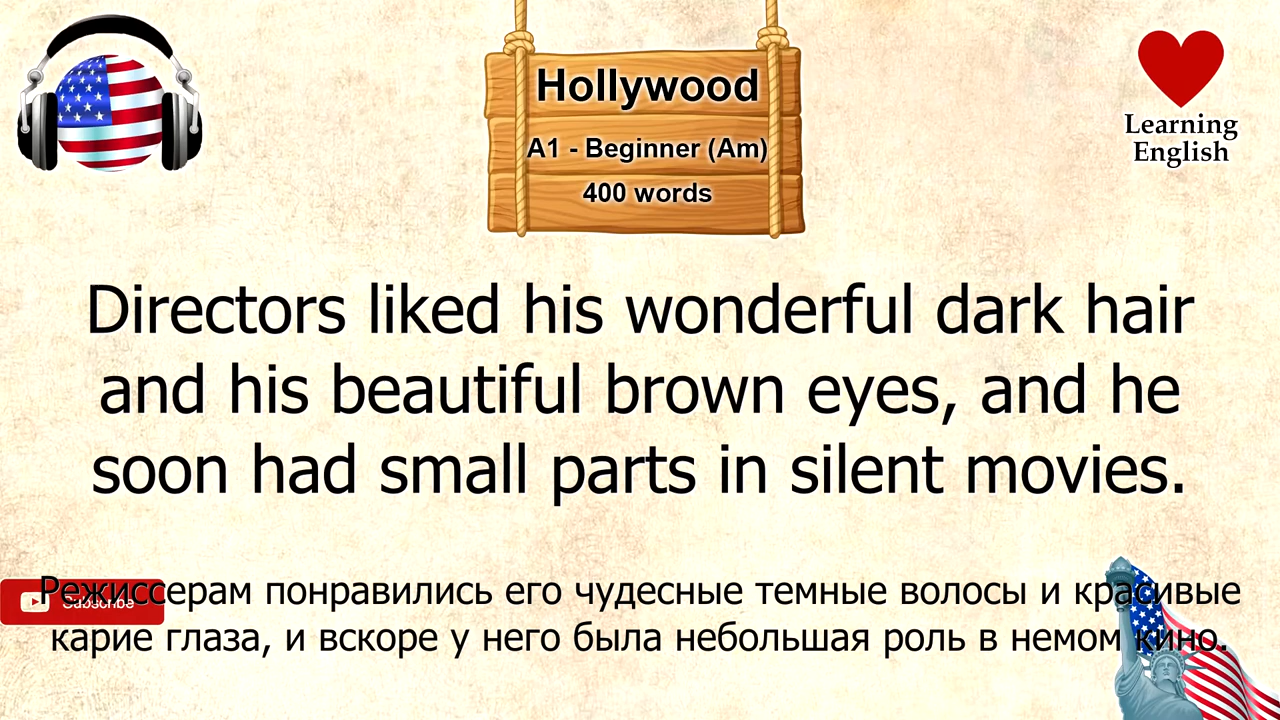 Hollywood
A1 - Beginner (Am)
400 words
Learning
English
Directors liked his wonderful dark hair
and his beautiful brown eyes, and he
soon had small parts in silent movies.
Режиссерам понравились его чудесные темные волосы и красивые
карие глаза, и вскоре у него была небольшая роль в немом кино.
Subscribe